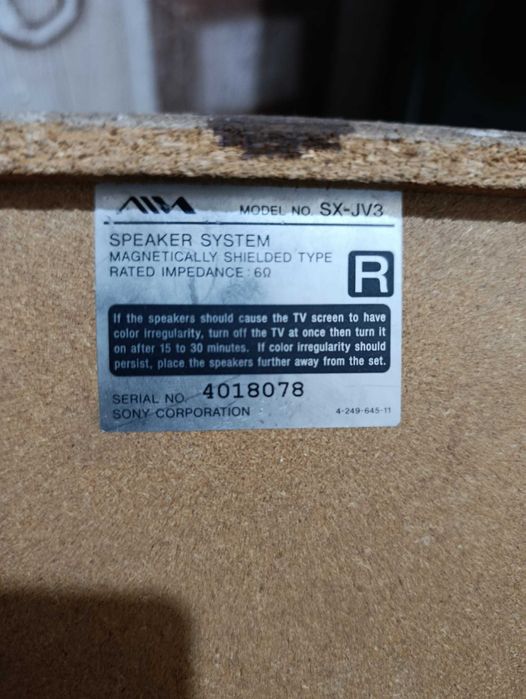 AIWA MODEL NO. SX-JV3
SPEAKER SYSTEM
MAGNETICALLY SHIELDED TYPE
RATED IMPEDANCE : 6Ω
R
If the speakers should cause the TV screen to have
color irregularity, turn off the TV at once then turn it
on after 15 to 30 minutes. If color irregularity should
persist, place the speakers further away from the set.
SERIAL NO. 4018078
SONY CORPORATION 4-249-645-11